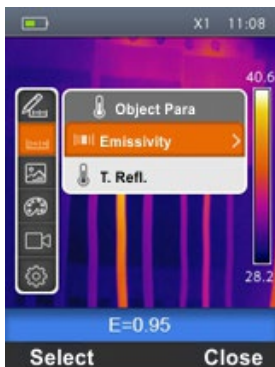 X1 11:08
40.6
Object Para
Emissivity
T. Refl.
28.2
E=0.95
Select Close